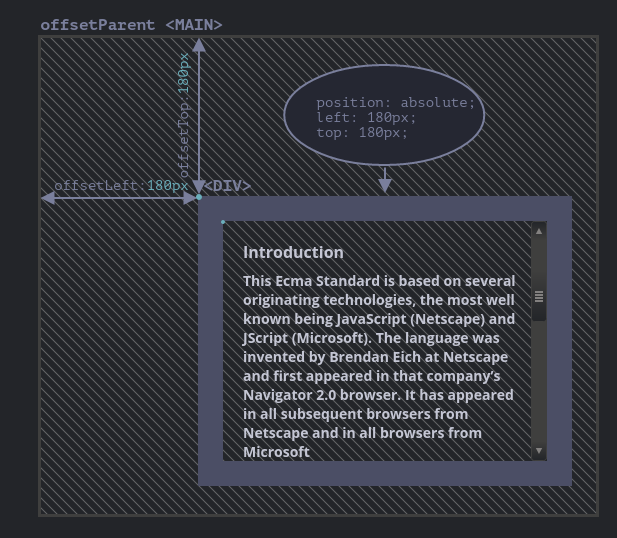 offsetParent <MAIN>
offsetTop:180px
position: absolute;
left: 180px;
top: 180px;
offsetLeft:180px
<DIV>
Introduction
This Ecma Standard is based on several
originating technologies, the most well
known being JavaScript (Netscape) and
JScript (Microsoft). The language was
invented by Brendan Eich at Netscape
and first appeared in that company’s
Navigator 2.0 browser. It has appeared
in all subsequent browsers from
Netscape and in all browsers from
Microsoft